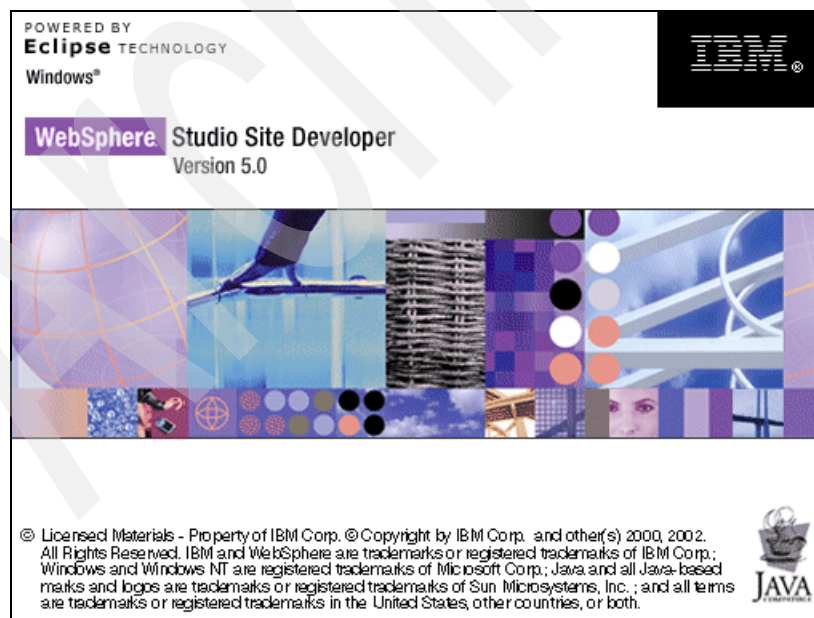 POWERED BY
Eclipse TECHNOLOGY
Windows®
IBM®
WebSphere Studio Site Developer
Version 5.0
© Licensed Materials - Property of IBM Corp. © Copyright by IBM Corp. and other(s) 2000, 2002.
All Rights Reserved. IBM and WebSphere are trademarks or registered trademarks of IBM Corp.;
Windows and Windows NT are registered trademarks of Microsoft Corp.; Java and all Java-based
marks and logos are trademarks or registered trademarks of Sun Microsystems, Inc. ; and all terms
are trademarks or registered trademarks in the United States, other countries, or both.
JAVA
COMPATIBLE